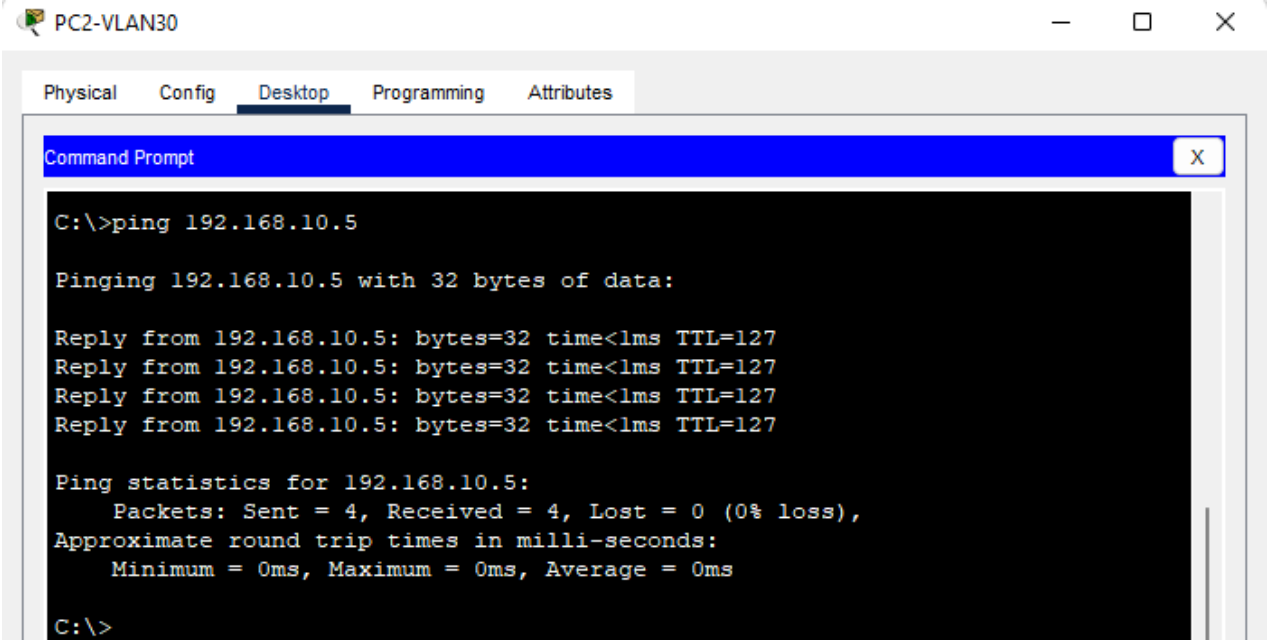 PC2-VLAN30
Physical Config Desktop Programming Attributes
Command Prompt X
C:\>ping 192.168.10.5
Pinging 192.168.10.5 with 32 bytes of data:
Reply from 192.168.10.5: bytes=32 time<1ms TTL=127
Reply from 192.168.10.5: bytes=32 time<1ms TTL=127
Reply from 192.168.10.5: bytes=32 time<1ms TTL=127
Reply from 192.168.10.5: bytes=32 time<1ms TTL=127
Ping statistics for 192.168.10.5:
Packets: Sent = 4, Received = 4, Lost = 0 (0% loss),
Approximate round trip times in milli-seconds:
Minimum = 0ms, Maximum = 0ms, Average = 0ms
C:\>